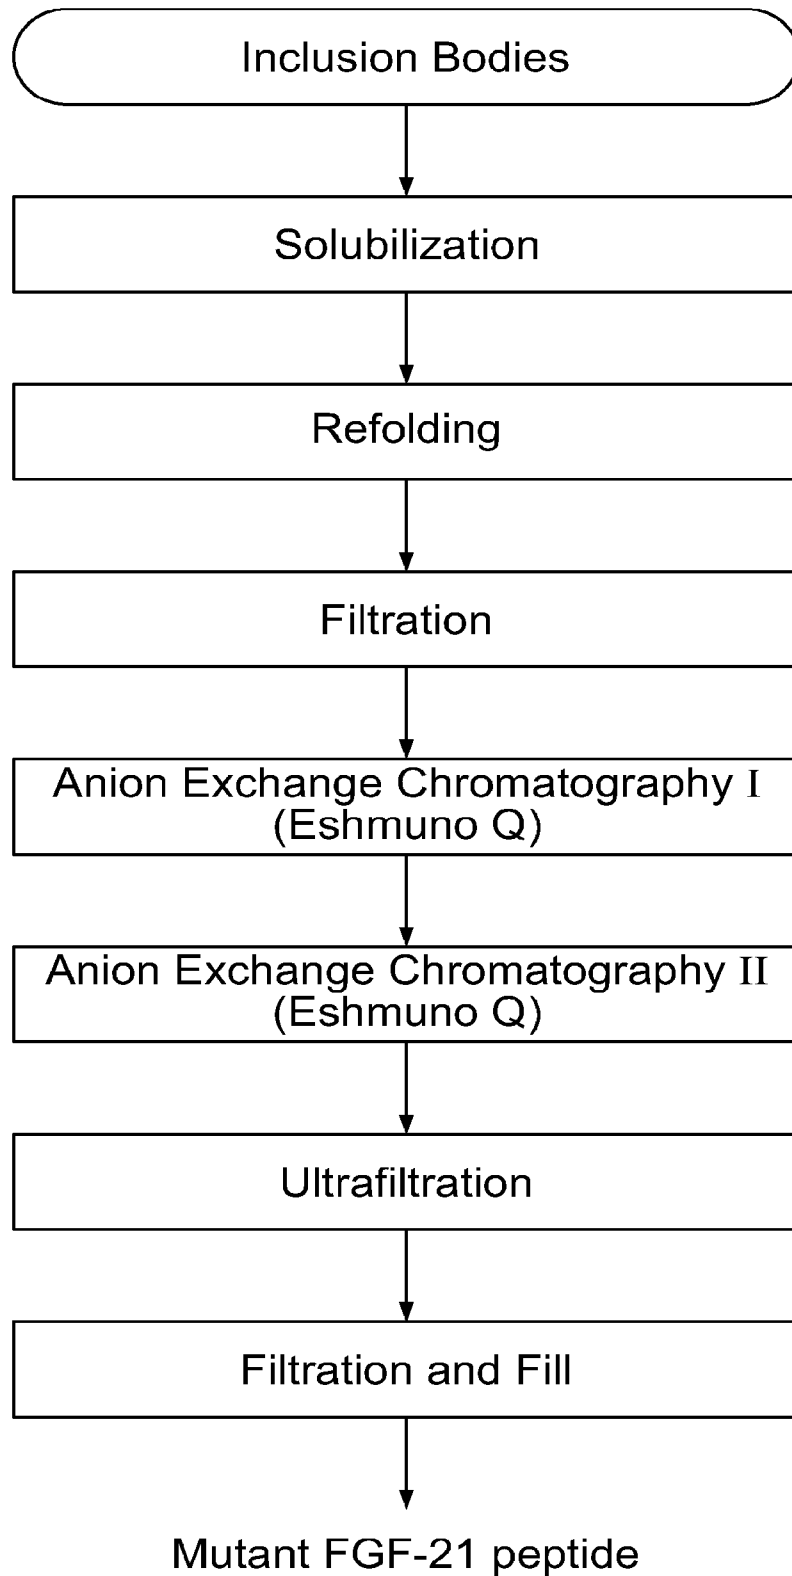 Inclusion Bodies
Solubilization
Refolding
Filtration
Anion Exchange Chromatography I
(Eshmuno Q)
Anion Exchange Chromatography II
(Eshmuno Q)
Ultrafiltration
Filtration and Fill
Mutant FGF-21 peptide